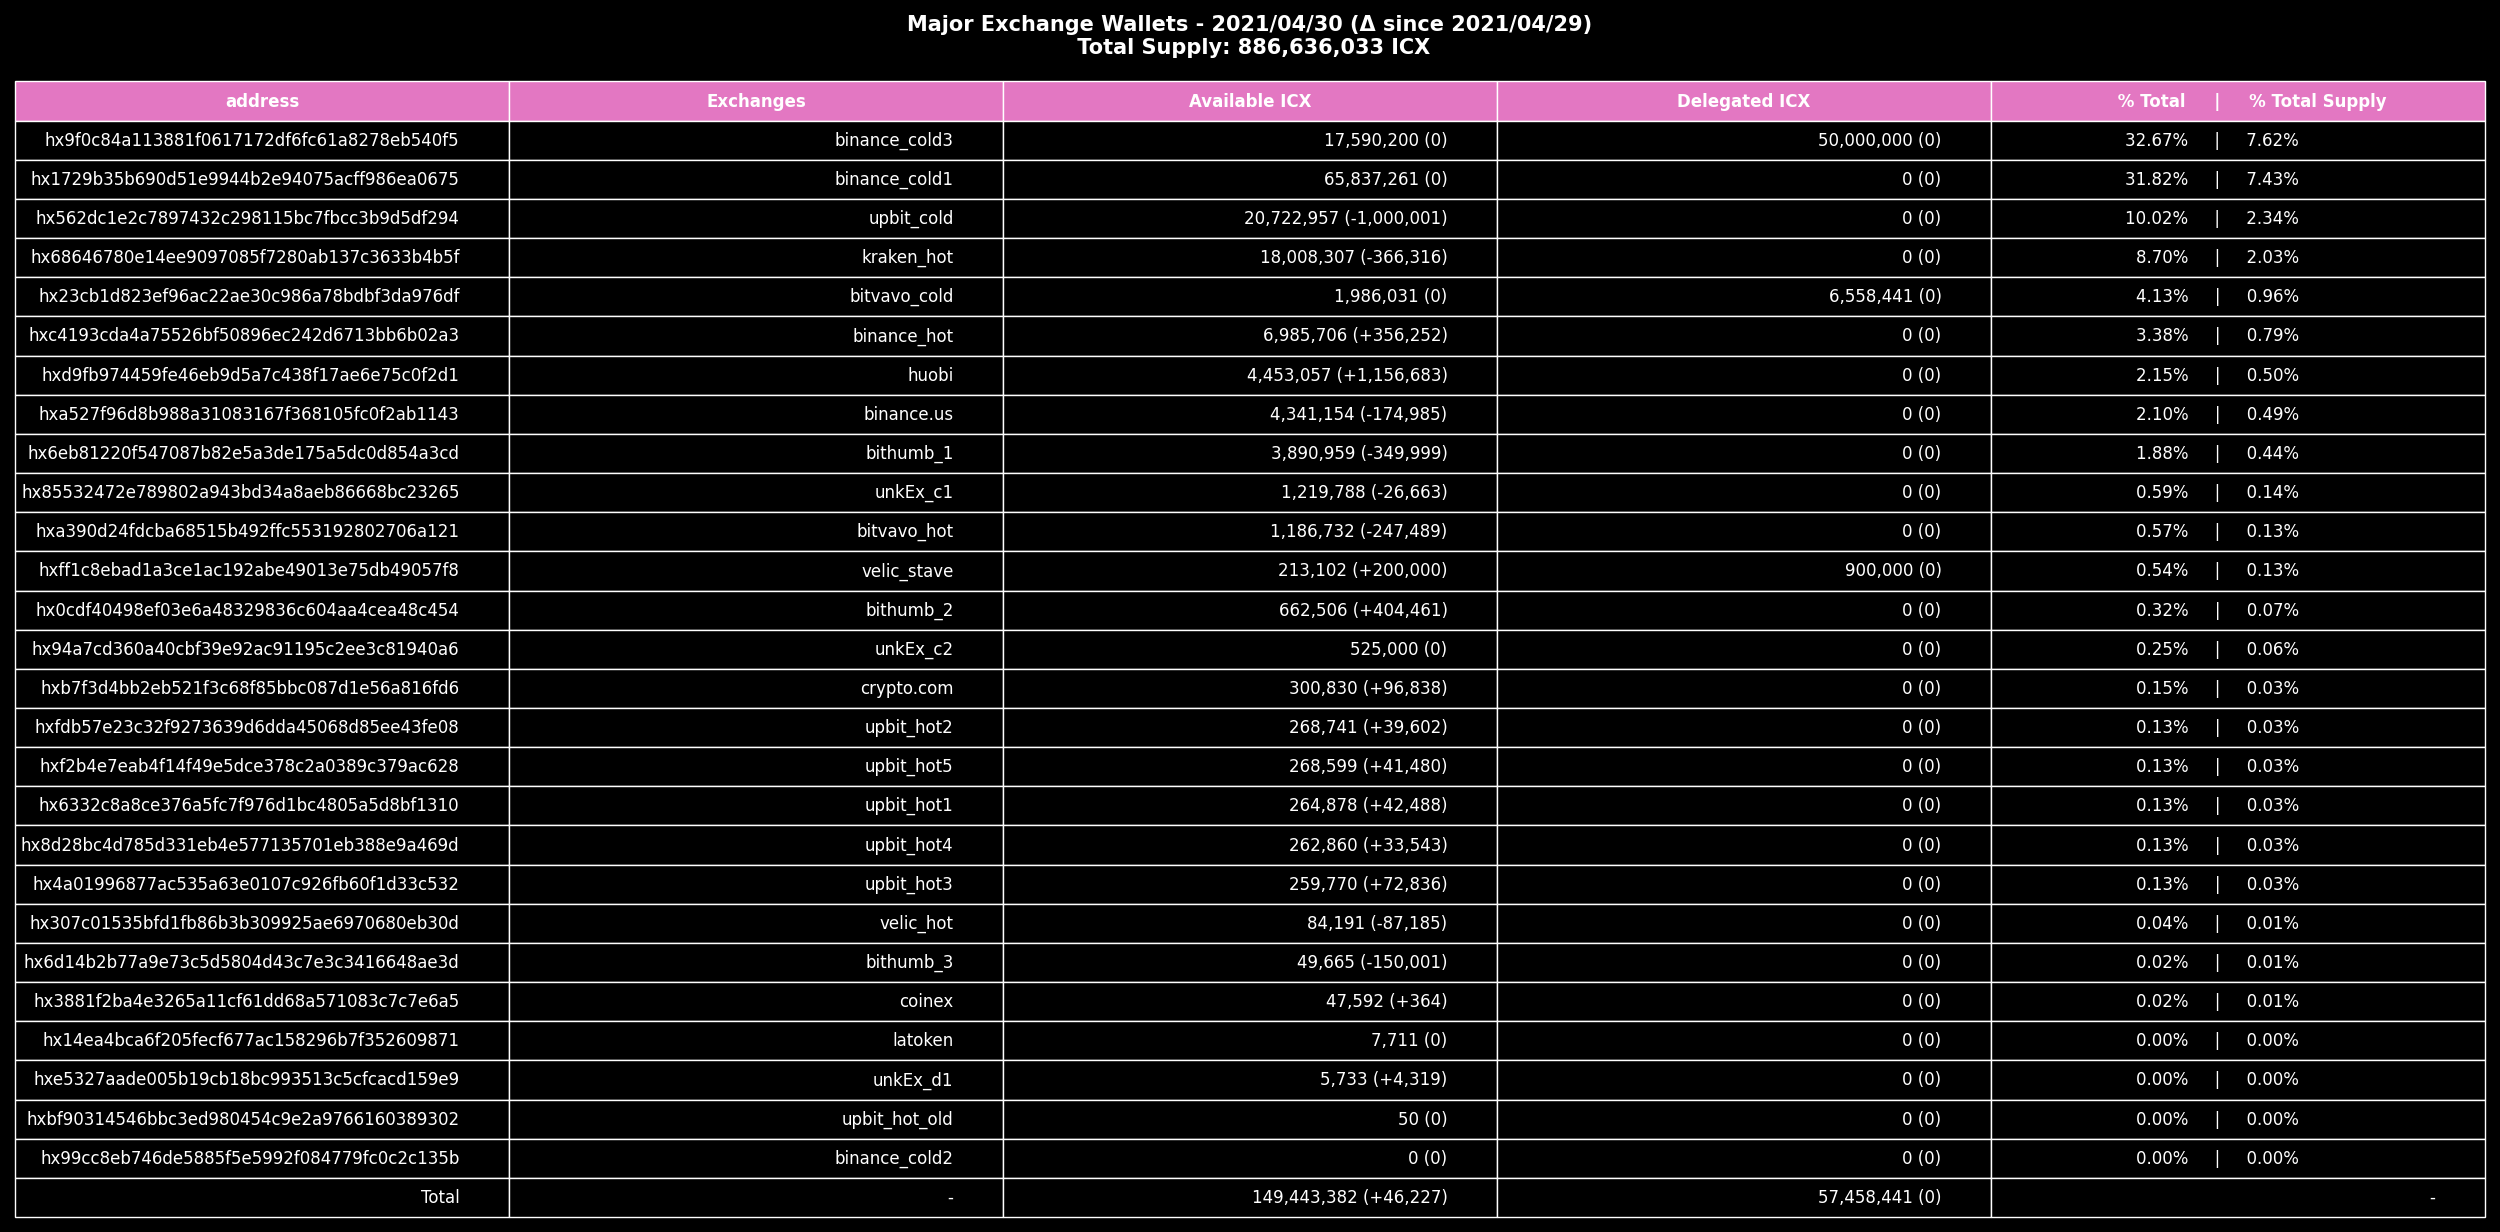 Major Exchange Wallets - 2021/04/30 (Δ since 2021/04/29)
Total Supply: 886,636,033 ICX
address Exchanges Available ICX Delegated ICX % Total | % Total Supply
hx9f0c84a113881f0617172df6fc61a8278eb540f5 binance_cold3 17,590,200 (0) 50,000,000 (0) 32.67% | 7.62%
hx1729b35b690d51e9944b2e94075acff986ea0675 binance_cold1 65,837,261 (0) 0 (0) 31.82% | 7.43%
hx562dc1e2c7897432c298115bc7fbcc3b9d5df294 upbit_cold 20,722,957 (-1,000,001) 0 (0) 10.02% | 2.34%
hx68646780e14ee9097085f7280ab137c3633b4b5f kraken_hot 18,008,307 (-366,316) 0 (0) 8.70% | 2.03%
hx23cb1d823ef96ac22ae30c986a78bdbf3da976df bitvavo_cold 1,986,031 (0) 6,558,441 (0) 4.13% | 0.96%
hxc4193cda4a75526bf50896ec242d6713bb6b02a3 binance_hot 6,985,706 (+356,252) 0 (0) 3.38% | 0.79%
hxd9fb974459fe46eb9d5a7c438f17ae6e75c0f2d1 huobi 4,453,057 (+1,156,683) 0 (0) 2.15% | 0.50%
hxa527f96d8b988a31083167f368105fc0f2ab1143 binance.us 4,341,154 (-174,985) 0 (0) 2.10% | 0.49%
hx6eb81220f547087b82e5a3de175a5dc0d854a3cd bithumb_1 3,890,959 (-349,999) 0 (0) 1.88% | 0.44%
hx85532472e789802a943bd34a8aeb86668bc23265 unkEx_c1 1,219,788 (-26,663) 0 (0) 0.59% | 0.14%
hxa390d24fdcba68515b492ffc553192802706a121 bitvavo_hot 1,186,732 (-247,489) 0 (0) 0.57% | 0.13%
hxff1c8ebad1a3ce1ac192abe49013e75db49057f8 velic_stave 213,102 (+200,000) 900,000 (0) 0.54% | 0.13%
hx0cdf40498ef03e6a48329836c604aa4cea48c454 bithumb_2 662,506 (+404,461) 0 (0) 0.32% | 0.07%
hx94a7cd360a40cbf39e92ac91195c2ee3c81940a6 unkEx_c2 525,000 (0) 0 (0) 0.25% | 0.06%
hxb7f3d4bb2eb521f3c68f85bbc087d1e56a816fd6 crypto.com 300,830 (+96,838) 0 (0) 0.15% | 0.03%
hxfdb57e23c32f9273639d6dda45068d85ee43fe08 upbit_hot2 268,741 (+39,602) 0 (0) 0.13% | 0.03%
hxf2b4e7eab4f14f49e5dce378c2a0389c379ac628 upbit_hot5 268,599 (+41,480) 0 (0) 0.13% | 0.03%
hx6332c8a8ce376a5fc7f976d1bc4805a5d8bf1310 upbit_hot1 264,878 (+42,488) 0 (0) 0.13% | 0.03%
hx8d28bc4d785d331eb4e577135701eb388e9a469d upbit_hot4 262,860 (+33,543) 0 (0) 0.13% | 0.03%
hx4a01996877ac535a63e0107c926fb60f1d33c532 upbit_hot3 259,770 (+72,836) 0 (0) 0.13% | 0.03%
hx307c01535bfd1fb86b3b309925ae6970680eb30d velic_hot 84,191 (-87,185) 0 (0) 0.04% | 0.01%
hx6d14b2b77a9e73c5d5804d43c7e3c3416648ae3d bithumb_3 49,665 (-150,001) 0 (0) 0.02% | 0.01%
hx3881f2ba4e3265a11cf61dd68a571083c7c7e6a5 coinex 47,592 (+364) 0 (0) 0.02% | 0.01%
hx14ea4bca6f205fecf677ac158296b7f352609871 latoken 7,711 (0) 0 (0) 0.00% | 0.00%
hxe5327aade005b19cb18bc993513c5cfcacd159e9 unkEx_d1 5,733 (+4,319) 0 (0) 0.00% | 0.00%
hxbf90314546bbc3ed980454c9e2a9766160389302 upbit_hot_old 50 (0) 0 (0) 0.00% | 0.00%
hx99cc8eb746de5885f5e5992f084779fc0c2c135b binance_cold2 0 (0) 0 (0) 0.00% | 0.00%
Total - 149,443,382 (+46,227) 57,458,441 (0) -